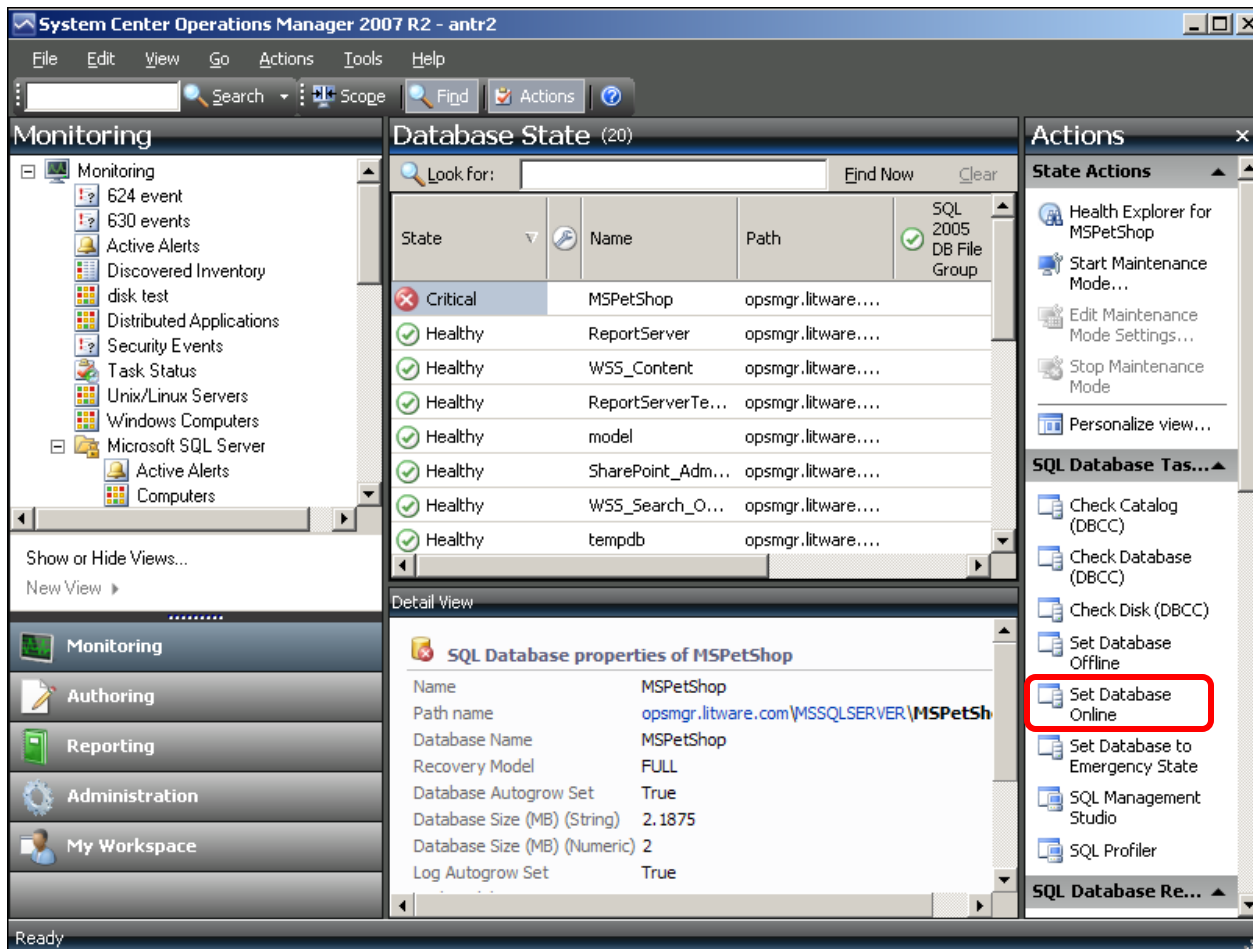 System Center Operations Manager 2007 R2 - antr2
File Edit View Go Actions Tools Help
Search Scope Find Actions
Monitoring
Monitoring
624 event
630 events
Active Alerts
Discovered Inventory
disk test
Distributed Applications
Security Events
Task Status
Unix/Linux Servers
Windows Computers
Microsoft SQL Server
Active Alerts
Computers
Show or Hide Views...
New View
Monitoring
Authoring
Reporting
Administration
My Workspace
Database State (20)
Look for: Find Now Clear
State Name Path SQL
2005
DB File
Group
Critical MSPetShop opsmgr.litware....
Healthy ReportServer opsmgr.litware....
Healthy WSS_Content opsmgr.litware....
Healthy ReportServerTe... opsmgr.litware....
Healthy model opsmgr.litware....
Healthy SharePoint_Adm... opsmgr.litware....
Healthy WSS_Search_O... opsmgr.litware....
Healthy tempdb opsmgr.litware....
Detail View
SQL Database properties of MSPetShop
Name MSPetShop
Path name opsmgr.litware.com\MSSQLSERVER\MSPetSh
Database Name MSPetShop
Recovery Model FULL
Database Autogrow Set True
Database Size (MB) (String) 2.1875
Database Size (MB) (Numeric) 2
Log Autogrow Set True
Actions
State Actions
Health Explorer for
MSPetShop
Start Maintenance
Mode...
Edit Maintenance
Mode Settings...
Stop Maintenance
Mode
Personalize view...
SQL Database Tas...
Check Catalog
(DBCC)
Check Database
(DBCC)
Check Disk (DBCC)
Set Database
Offline
Set Database
Online
Set Database to
Emergency State
SQL Management
Studio
SQL Profiler
SQL Database Re...
Ready